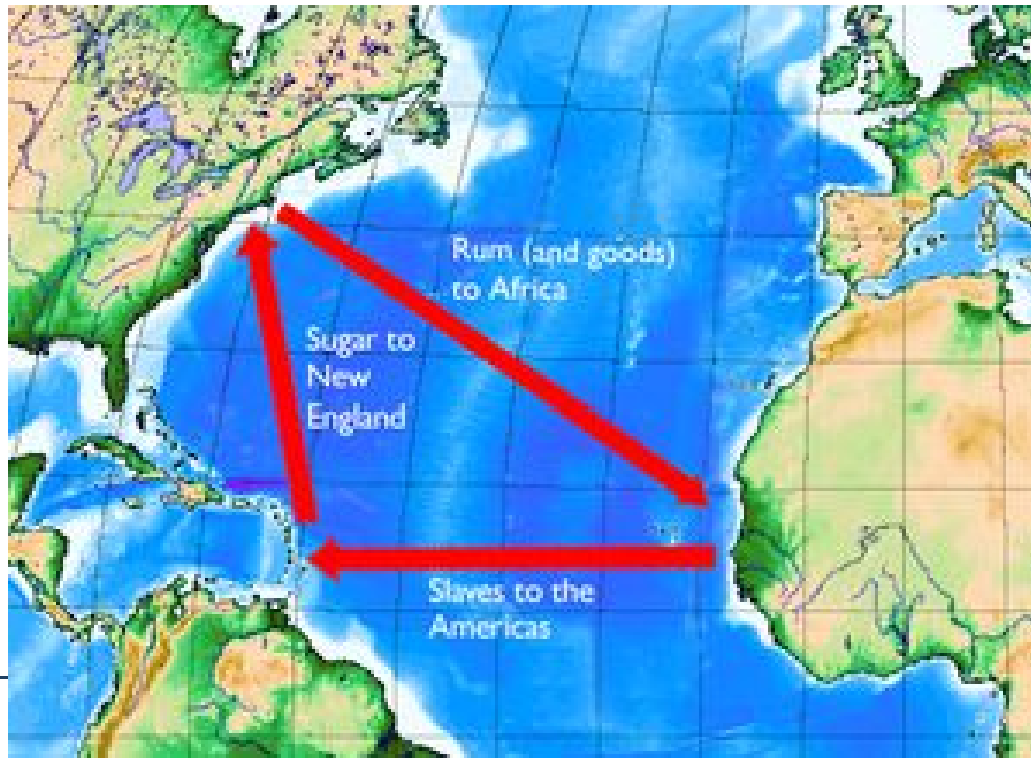 Rum (and goods)
to Africa
Sugar to
New
England
Slaves to the
Americas